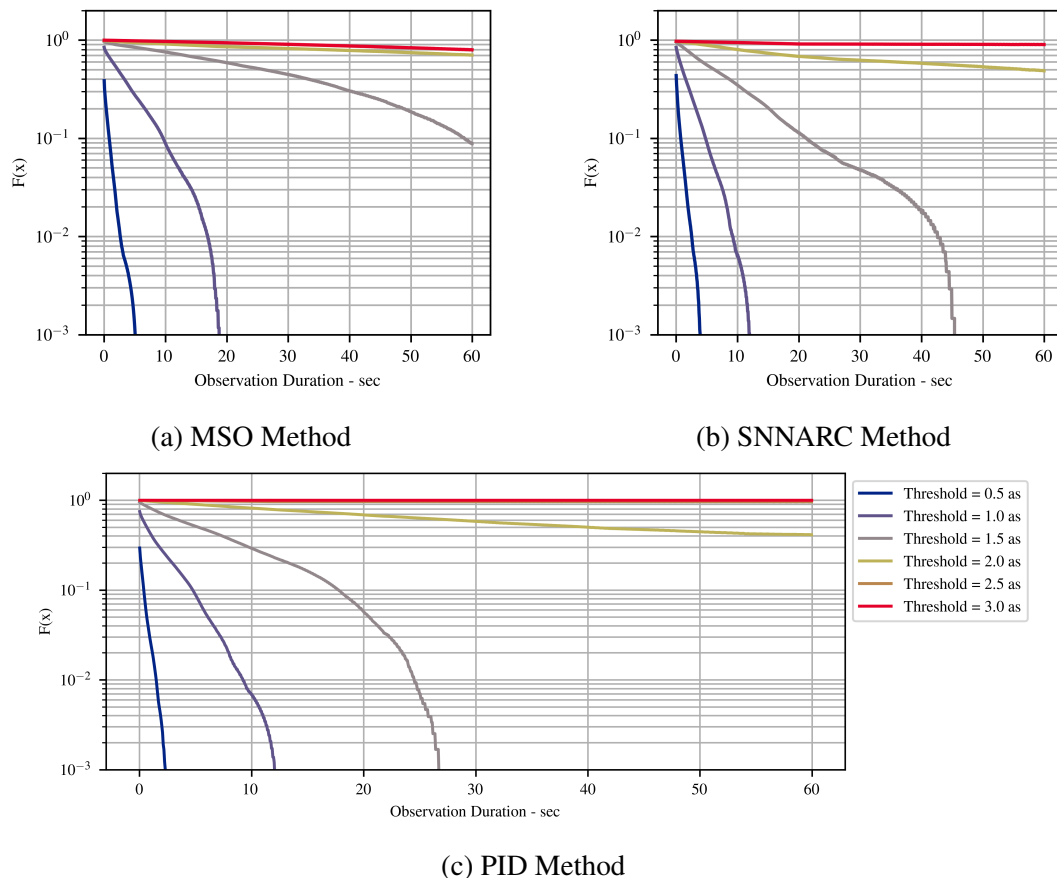 10^0
10^-1
10^-2
10^-3
F(x)
0 10 20 30 40 50 60
Observation Duration - sec
(a) MSO Method
10^0
10^-1
10^-2
10^-3
F(x)
0 10 20 30 40 50 60
Observation Duration - sec
(b) SNNARC Method
10^0
10^-1
10^-2
10^-3
F(x)
0 10 20 30 40 50 60
Observation Duration - sec
Threshold = 0.5 as
Threshold = 1.0 as
Threshold = 1.5 as
Threshold = 2.0 as
Threshold = 2.5 as
Threshold = 3.0 as
(c) PID Method